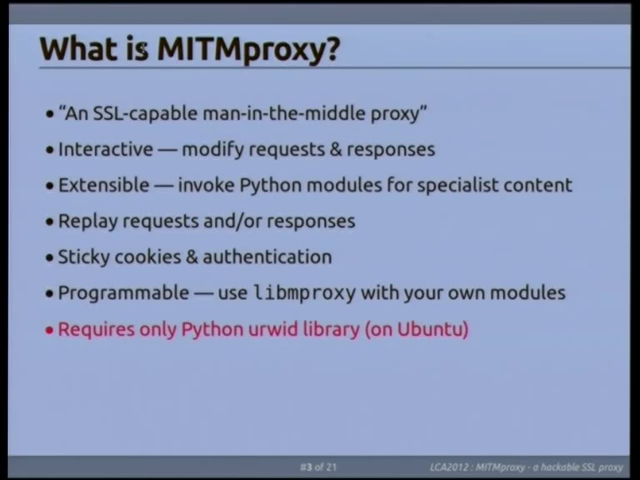 What is MITMproxy?
• “An SSL-capable man-in-the-middle proxy”
• Interactive — modify requests & responses
• Extensible — invoke Python modules for specialist content
• Replay requests and/or responses
• Sticky cookies & authentication
• Programmable — use libmproxy with your own modules
• Requires only Python urwid library (on Ubuntu)
#3 of 21
LCA2012 : MITMproxy - a hackable SSL proxy